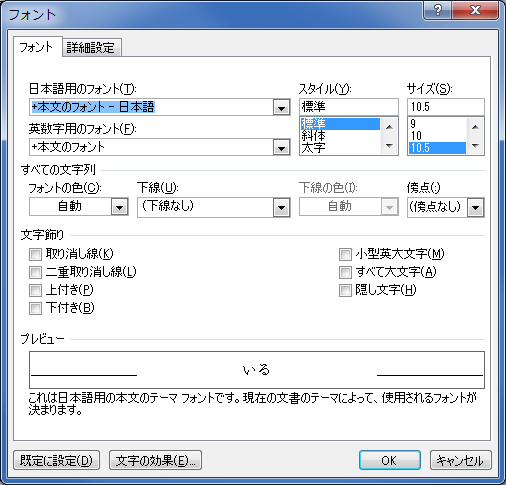 フォント
フォント 詳細設定
日本語用のフォント(T): スタイル(Y): サイズ(S):
+本文のフォント - 日本語 標準 10.5
標準 9
英数字用のフォント(F): 斜体 10
+本文のフォント 太字 10.5
すべての文字列
フォントの色(C): 下線(U): 下線の色(I): 傍点(:)
自動 (下線なし) 自動 (傍点なし)
文字飾り
取り消し線(K) 小型英大文字(M)
二重取り消し線(L) すべて大文字(A)
上付き(P) 隠し文字(H)
下付き(B)
プレビュー
いる
これは日本語用の本文のテーマ フォントです。現在の文書のテーマによって、使用されるフォントが
決まります。
既定に設定(D) 文字の効果(E)... OK キャンセル